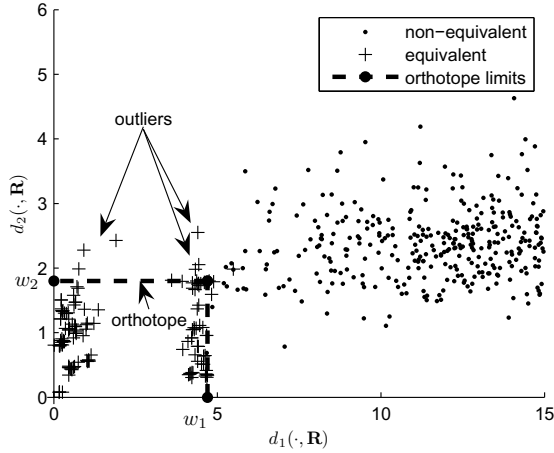 6
5
4
3
2
1
0
d₂(·, R)
w₂
non−equivalent
equivalent
orthotope limits
outliers
orthotope
0
5
10
15
w₁
d₁(·, R)